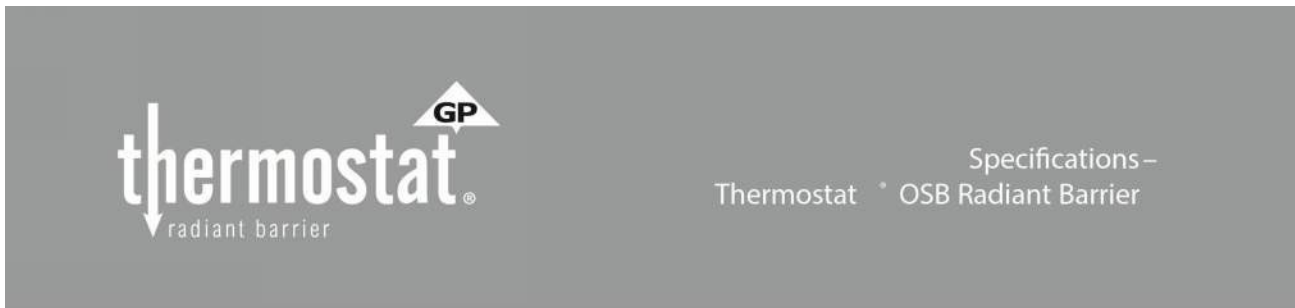 GP
thermostat®
radiant barrier
Specifications –
Thermostat ® OSB Radiant Barrier